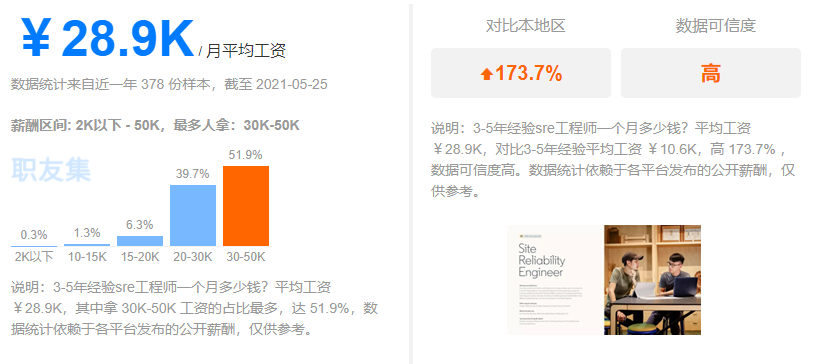 ￥28.9K / 月平均工资
数据统计来自近一年 378 份样本，截至 2021-05-25
薪酬区间: 2K以下 - 50K，最多人拿：30K-50K
职友集
0.3%
1.3%
6.3%
39.7%
51.9%
2K以下
10-15K
15-20K
20-30K
30-50K
说明：3-5年经验sre工程师一个月多少钱？平均工资
￥28.9K，其中拿 30K-50K 工资的占比最多，达 51.9%，数
据统计依赖于各平台发布的公开薪酬，仅供参考。
对比本地区
数据可信度
173.7%
高
说明：3-5年经验sre工程师一个月多少钱？平均工资
￥28.9K，对比3-5年经验平均工资 ￥10.6K，高 173.7%，
数据可信度高。数据统计依赖于各平台发布的公开薪酬，仅
供参考。
Site
Reliability
Engineer